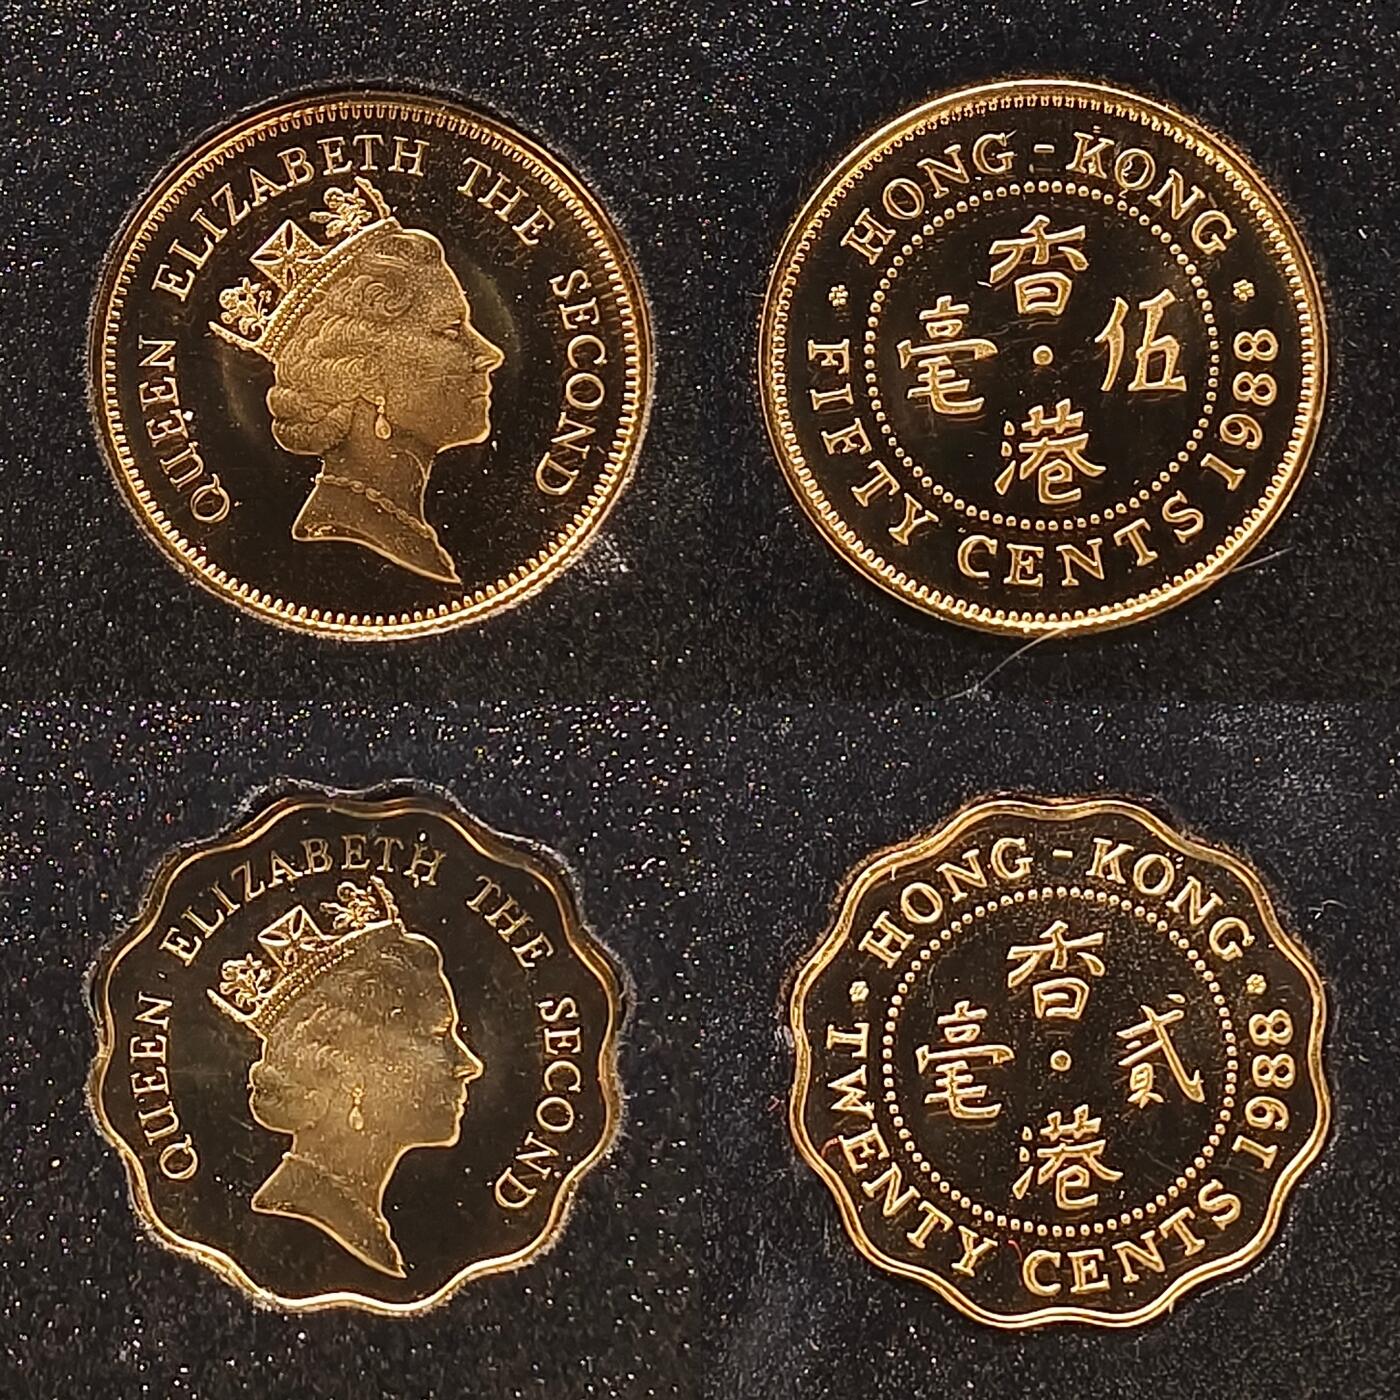 QUEEN ELIZABETH THE SECOND
HONG-KONG
香
毫 伍
港
FIFTY CENTS 1988
QUEEN ELIZABETH THE SECOND
HONG-KONG
香
毫 貳
港
TWENTY CENTS 1988